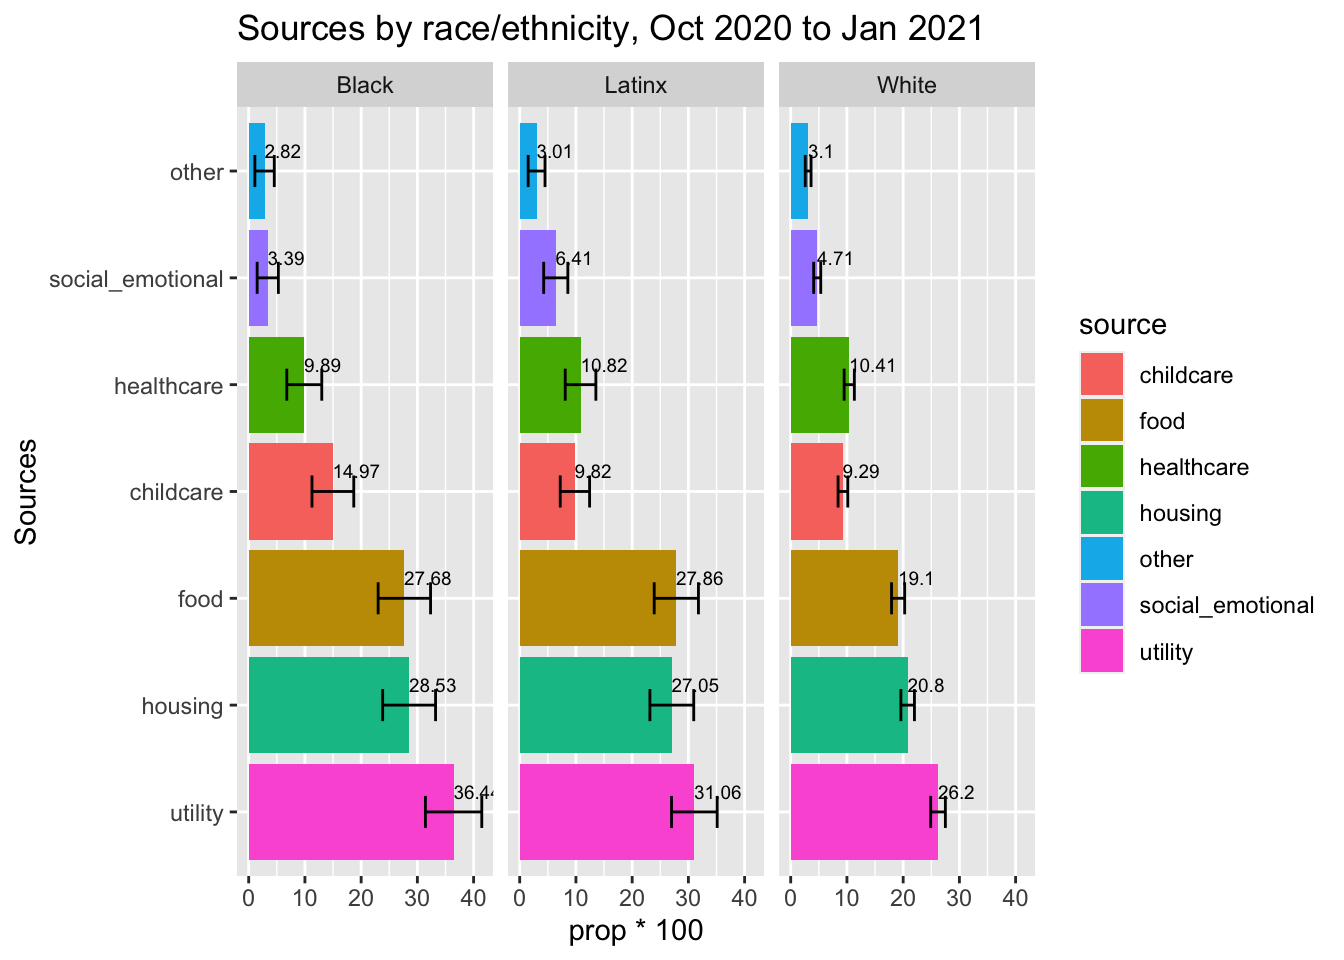 Sources by race/ethnicity, Oct 2020 to Jan 2021
Black Latinx White
other 2.82 3.01 3.1
social_emotional 3.39 6.41 4.71
healthcare 9.89 10.82 10.41
childcare 14.97 9.82 9.29
food 27.68 27.86 19.1
housing 28.53 27.05 20.8
utility 36.44 31.06 26.2
0 10 20 30 40 0 10 20 30 40 0 10 20 30 40
prop * 100
Sources
source
childcare
food
healthcare
housing
other
social_emotional
utility